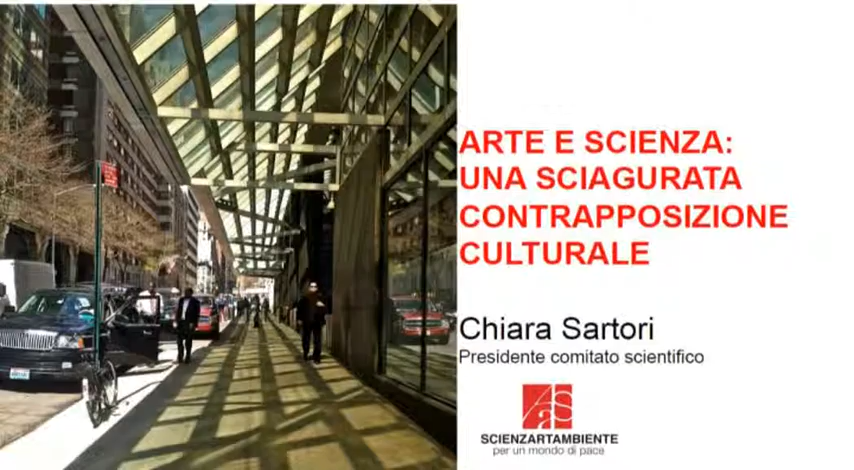 ARTE E SCIENZA:
UNA SCIAGURATA
CONTRAPPOSIZIONE
CULTURALE
Chiara Sartori
Presidente comitato scientifico
SCIENZARTAMBIENTE
per un mondo di pace